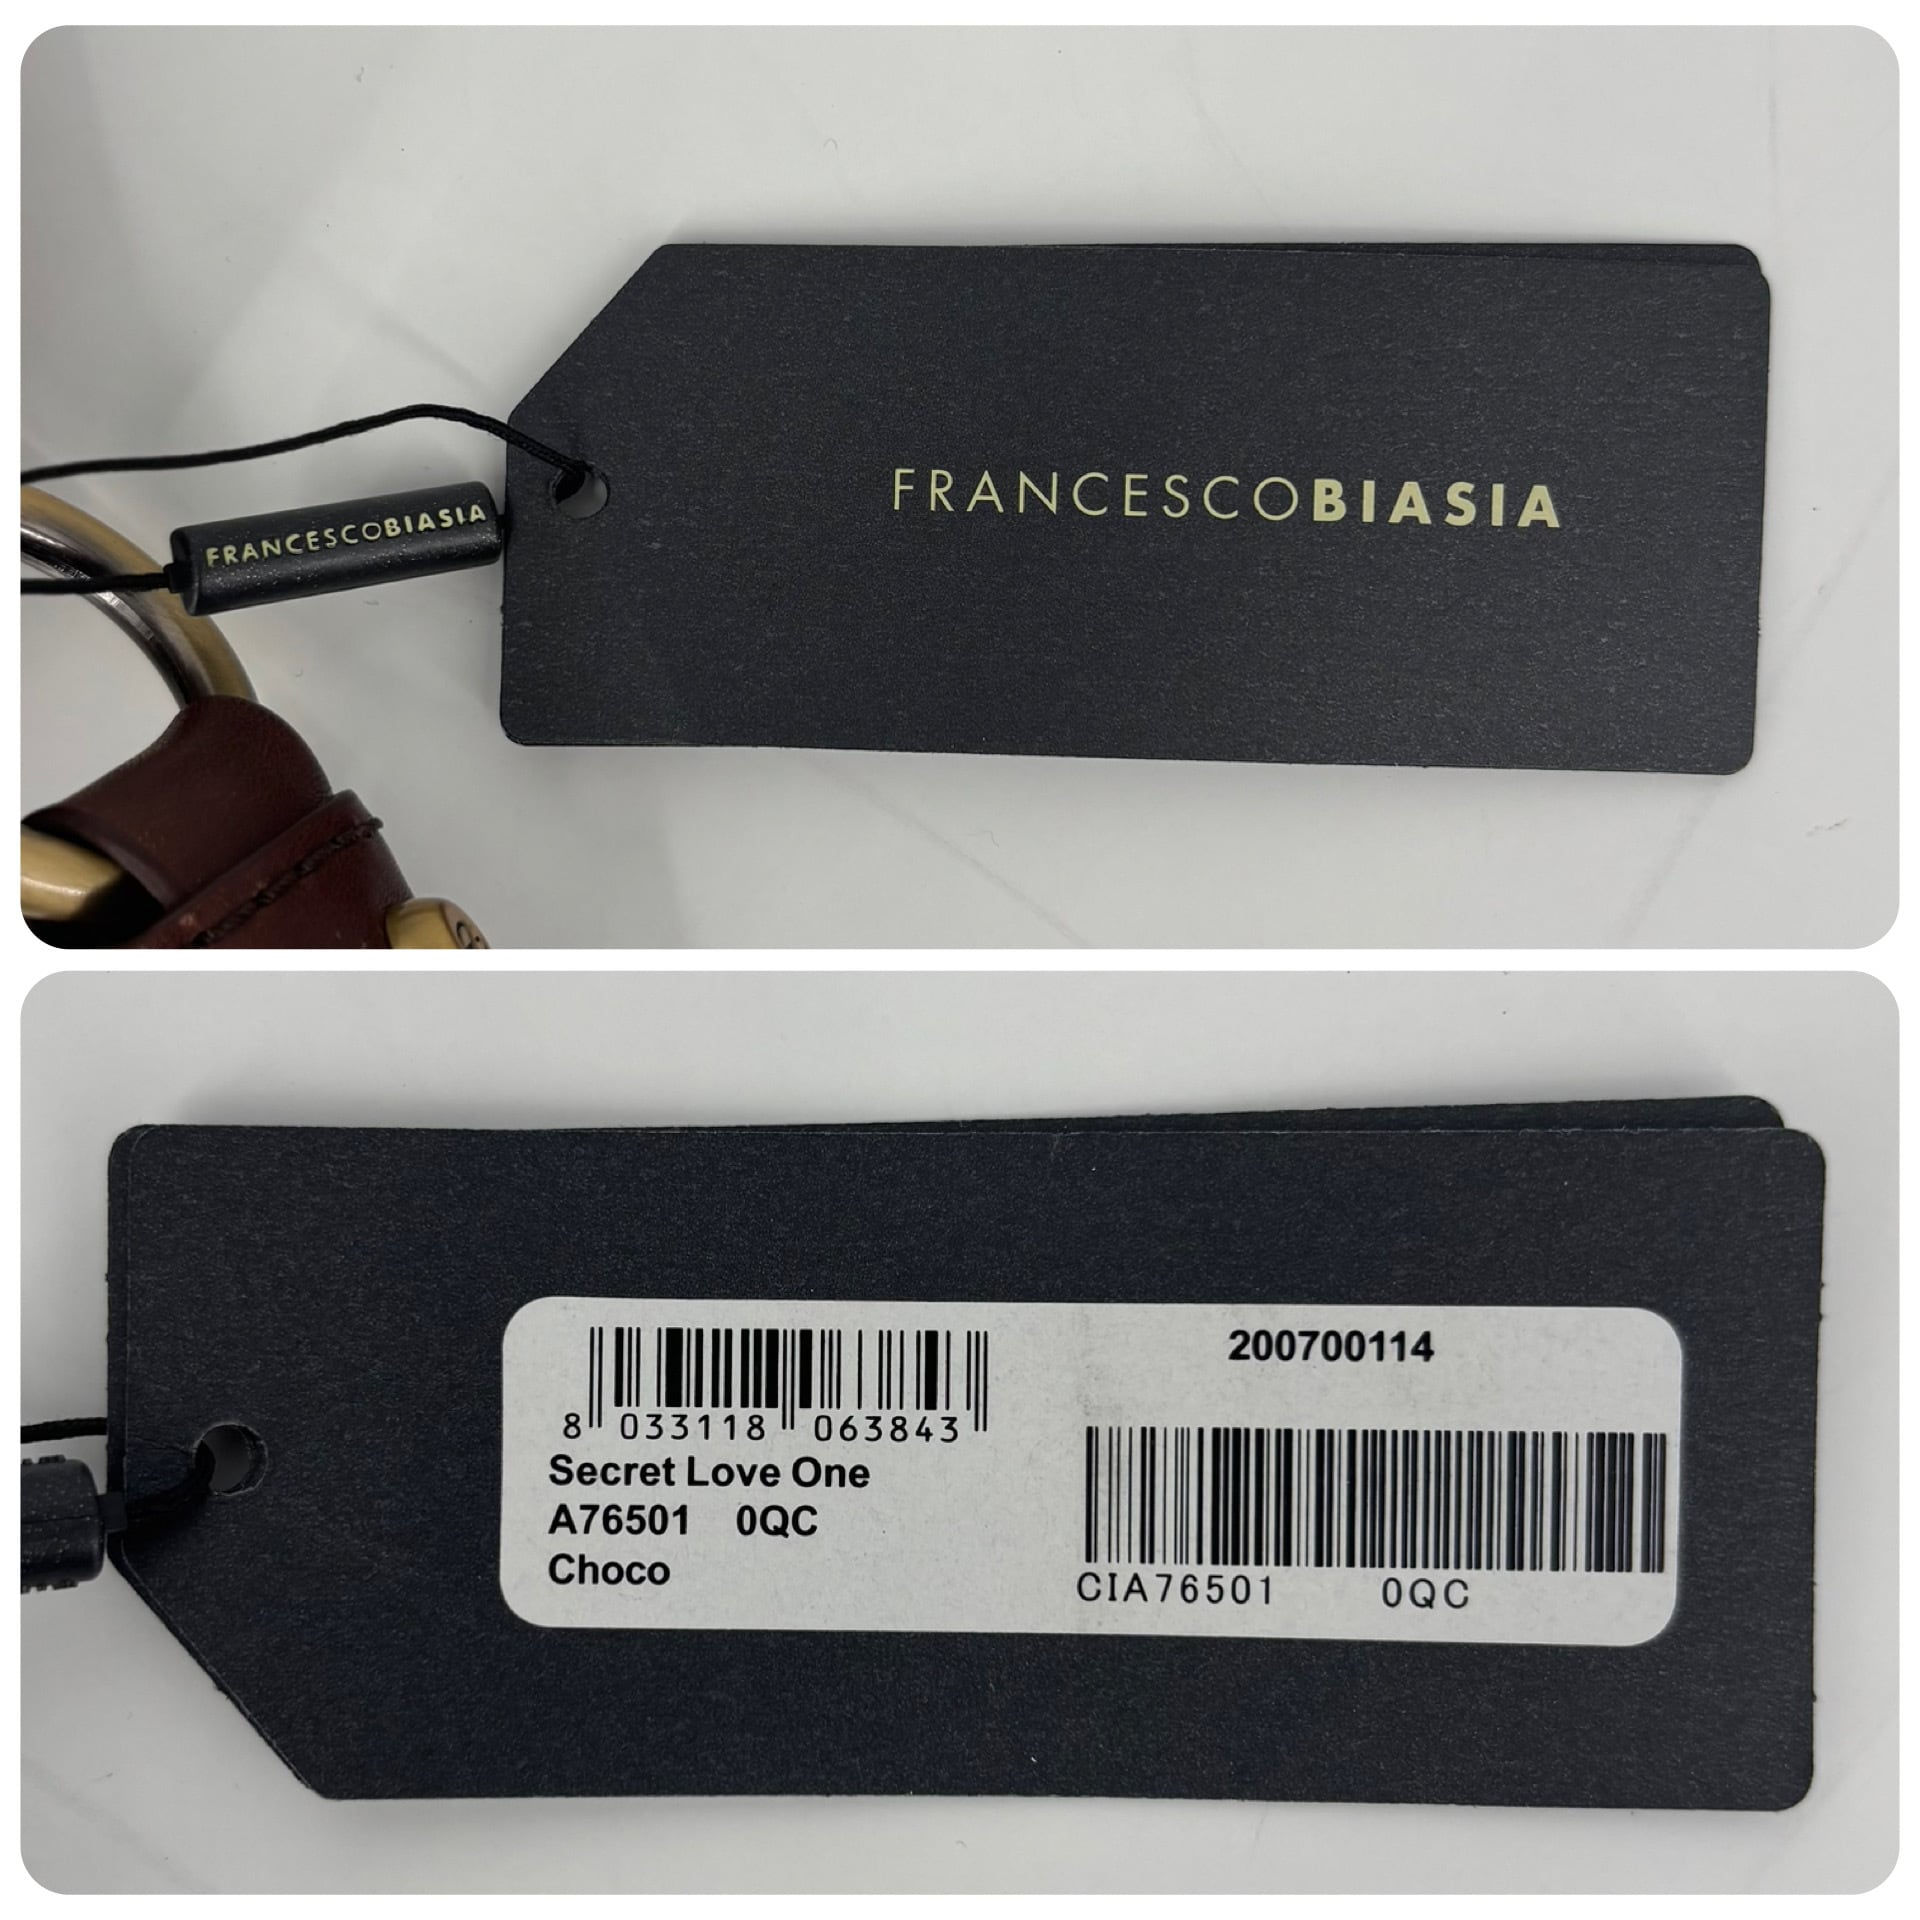 FRANCESCOBIASIA
FRANCESCOBIASIA
8 033118 063843
Secret Love One
A76501 0QC
Choco
200700114
CIA76501 0QC